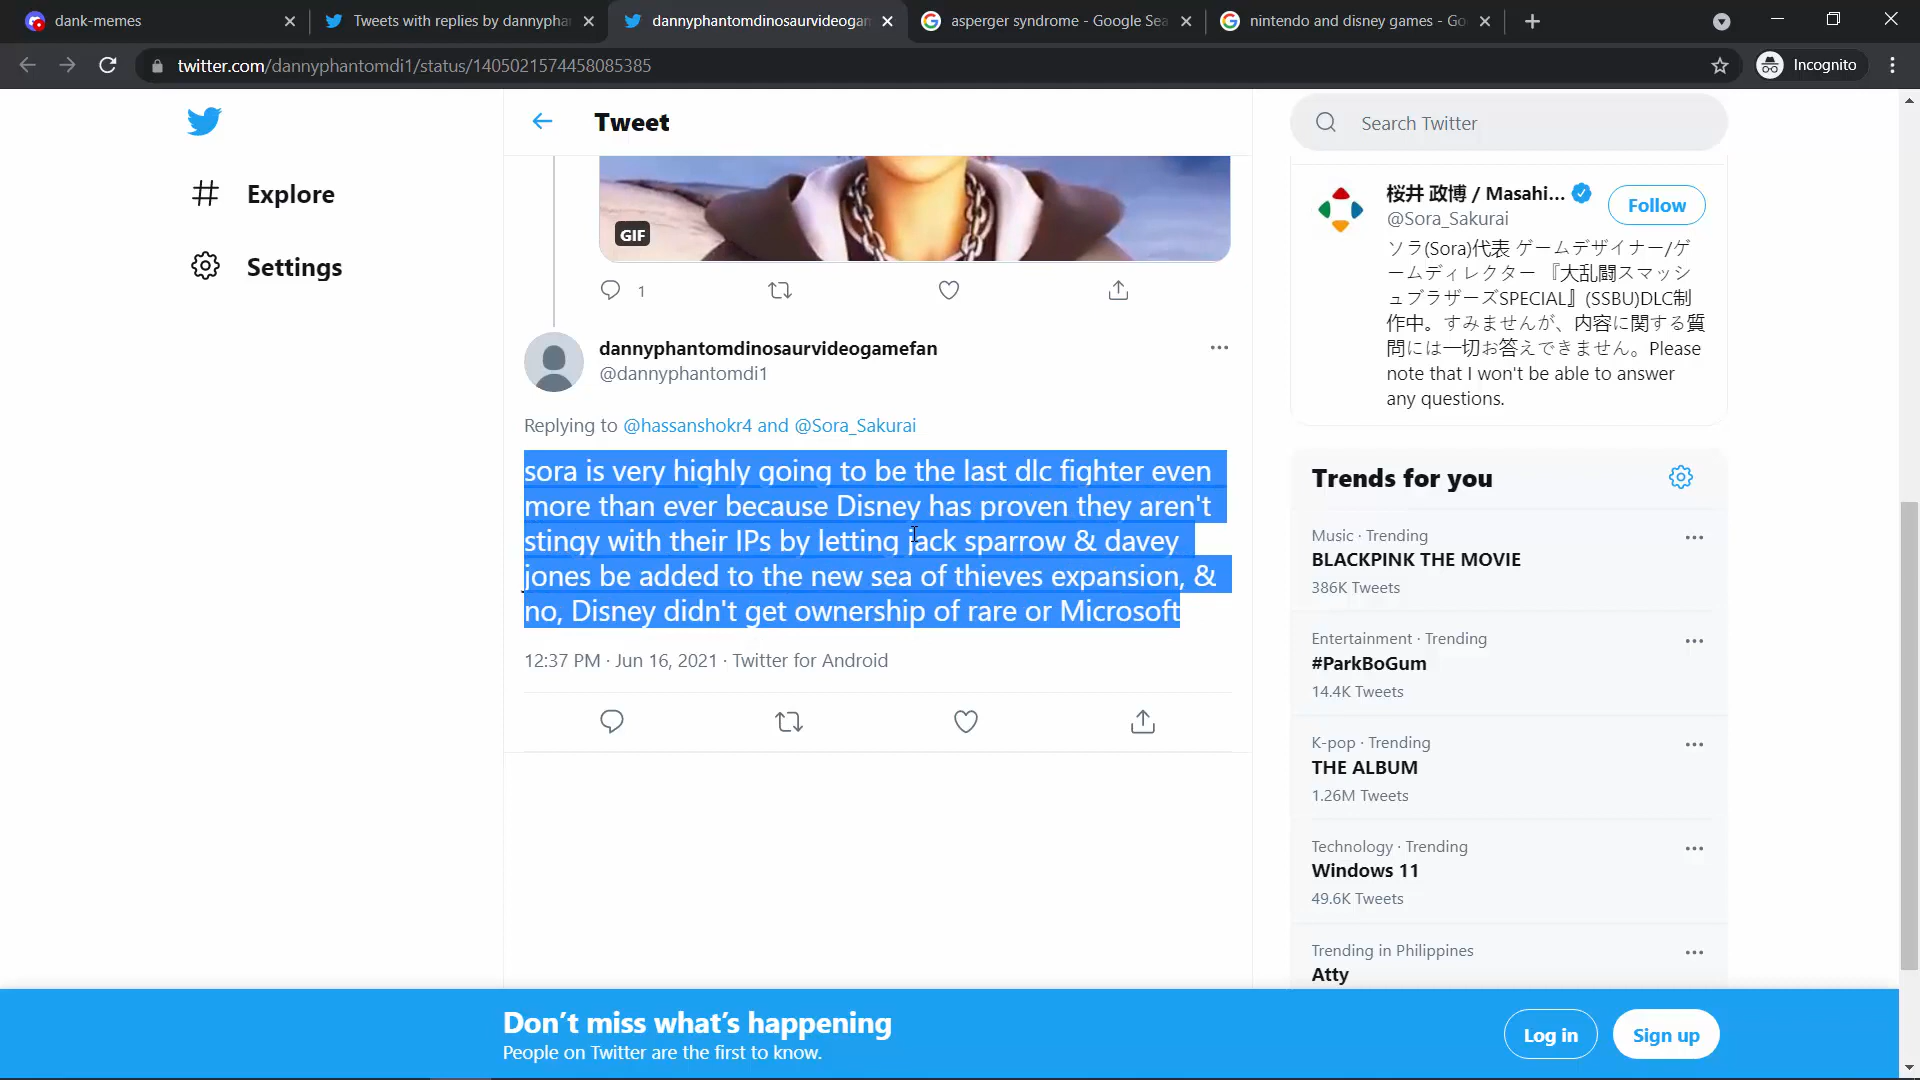 dank-memes
Tweets with replies by dannypha
dannyphantomdinosaurvideogam
asperger syndrome - Google Sea
nintendo and disney games - Go
twitter.com/dannyphantomdi1/status/1405021574458085385
Incognito
Explore
Settings
Tweet
GIF
1
dannyphantomdinosaurvideogamefan
@dannyphantomdi1
Replying to @hassanshokr4 and @Sora_Sakurai
sora is very highly going to be the last dlc fighter even
more than ever because Disney has proven they aren't
stingy with their IPs by letting jack sparrow & davey
jones be added to the new sea of thieves expansion, &
no, Disney didn't get ownership of rare or Microsoft
12:37 PM · Jun 16, 2021 · Twitter for Android
Search Twitter
桜井 政博 / Masahi...
@Sora_Sakurai
Follow
ソラ(Sora)代表 ゲームデザイナー/ゲ
ームディレクター 『大乱闘スマッシ
ュブラザーズSPECIAL』(SSBU)DLC制
作中。すみませんが、内容に関する質
問には一切お答えできません。Please
note that I won't be able to answer
any questions.
Trends for you
Music · Trending
BLACKPINK THE MOVIE
386K Tweets
Entertainment · Trending
#ParkBoGum
14.4K Tweets
K-pop · Trending
THE ALBUM
1.26M Tweets
Technology · Trending
Windows 11
49.6K Tweets
Trending in Philippines
Atty
Don’t miss what’s happening
People on Twitter are the first to know.
Log in
Sign up